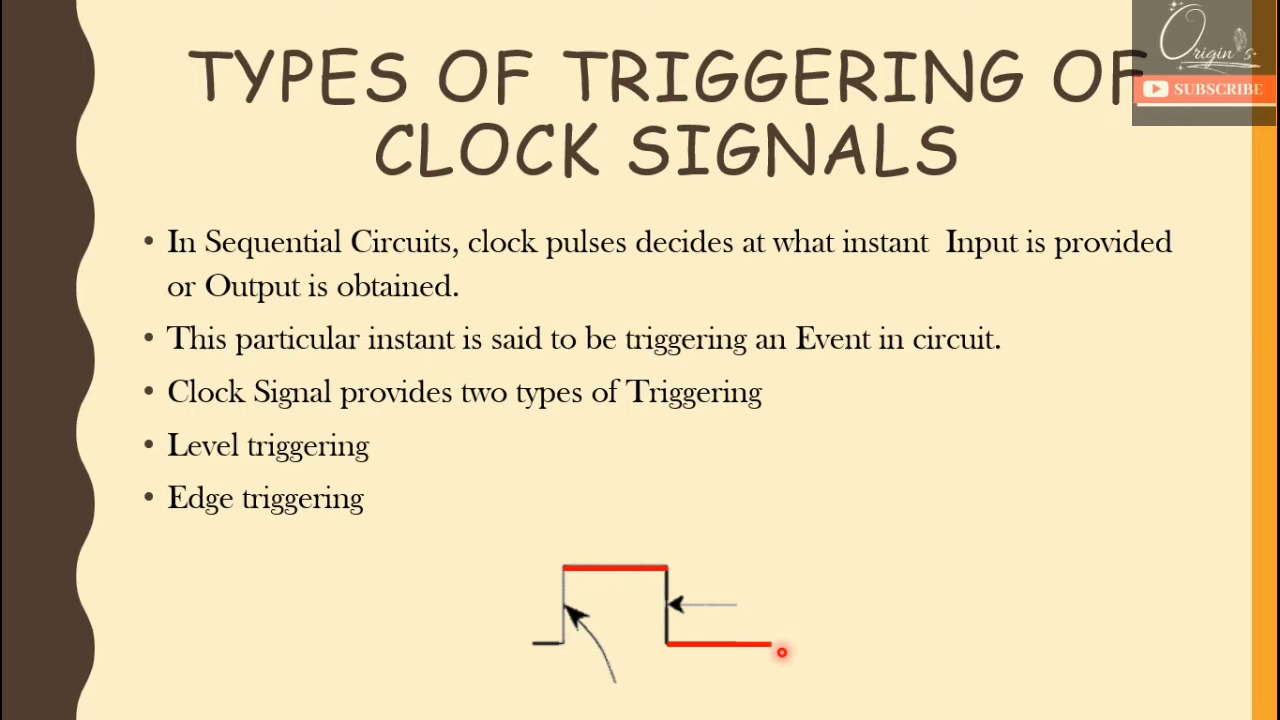 TYPES OF TRIGGERING OF
CLOCK SIGNALS
Origin's
SUBSCRIBE
• In Sequential Circuits, clock pulses decides at what instant Input is provided
or Output is obtained.
• This particular instant is said to be triggering an Event in circuit.
• Clock Signal provides two types of Triggering
• Level triggering
• Edge triggering